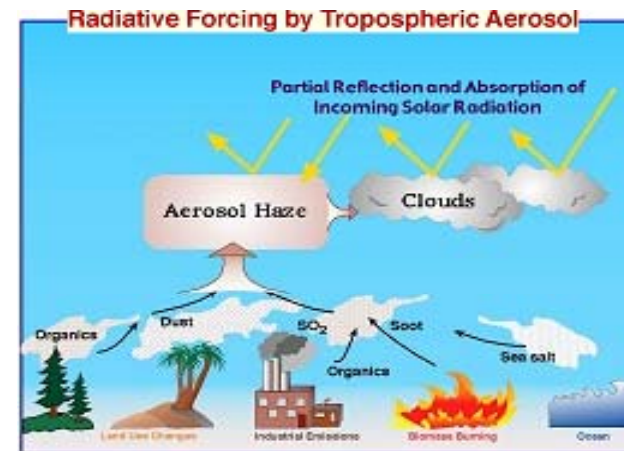 Radiative Forcing by Tropospheric Aerosol
Partial Reflection and Absorption of
Incoming Solar Radiation
Aerosol Haze
Clouds
Organics
Dust
SO2
Soot
Organics
Sea salt
Land Use Changes
Industrial Emissions
Biomass Burning
Ocean